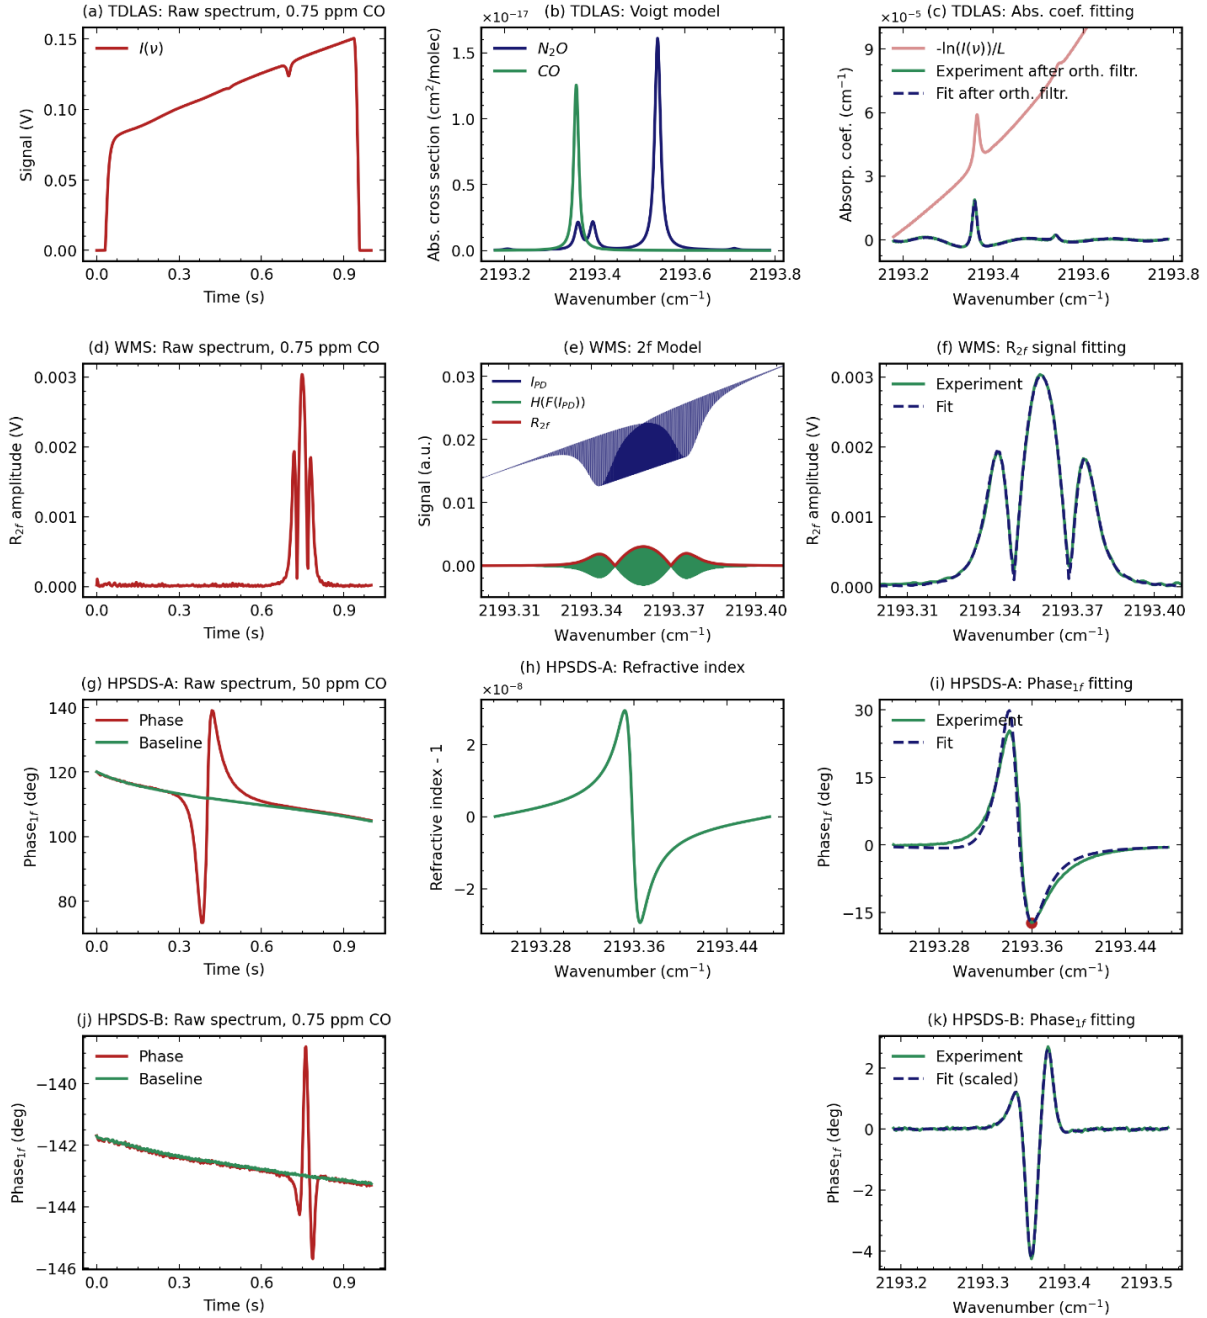 (a) TDLAS: Raw spectrum, 0.75 ppm CO
I(ν)
0.15
0.10
0.05
0.00
Signal (V)
0.0 0.3 0.6 0.9
Time (s)
(b) TDLAS: Voigt model
×10⁻¹⁷
N₂O
CO
1.5
1.0
0.5
0.0
Abs. cross section (cm²/molec)
2193.2 2193.4 2193.6 2193.8
Wavenumber (cm⁻¹)
(c) TDLAS: Abs. coef. fitting
×10⁻⁵
-ln(I(ν))/L
Experiment after orth. filtr.
Fit after orth. filtr.
9
6
3
0
Absorp. coef. (cm⁻¹)
2193.2 2193.4 2193.6 2193.8
Wavenumber (cm⁻¹)
(d) WMS: Raw spectrum, 0.75 ppm CO
0.003
0.002
0.001
0.000
R₂f amplitude (V)
0.0 0.3 0.6 0.9
Time (s)
(e) WMS: 2f Model
I_PD
H(F(I_PD))
R₂f
0.03
0.02
0.01
0.00
Signal (a.u.)
2193.31 2193.34 2193.37 2193.40
Wavenumber (cm⁻¹)
(f) WMS: R₂f signal fitting
Experiment
Fit
0.003
0.002
0.001
0.000
R₂f amplitude (V)
2193.31 2193.34 2193.37 2193.40
Wavenumber (cm⁻¹)
(g) HPSDS-A: Raw spectrum, 50 ppm CO
Phase
Baseline
140
120
100
80
Phase₁f (deg)
0.0 0.3 0.6 0.9
Time (s)
(h) HPSDS-A: Refractive index
×10⁻⁸
2
0
−2
Refractive index - 1
2193.28 2193.36 2193.44
Wavenumber (cm⁻¹)
(i) HPSDS-A: Phase₁f fitting
Experiment
Fit
30
15
0
−15
Phase₁f (deg)
2193.28 2193.36 2193.44
Wavenumber (cm⁻¹)
(j) HPSDS-B: Raw spectrum, 0.75 ppm CO
Phase
Baseline
−140
−142
−144
−146
Phase₁f (deg)
0.0 0.3 0.6 0.9
Time (s)
(k) HPSDS-B: Phase₁f fitting
Experiment
Fit (scaled)
2
0
−2
−4
Phase₁f (deg)
2193.2 2193.3 2193.4 2193.5
Wavenumber (cm⁻¹)